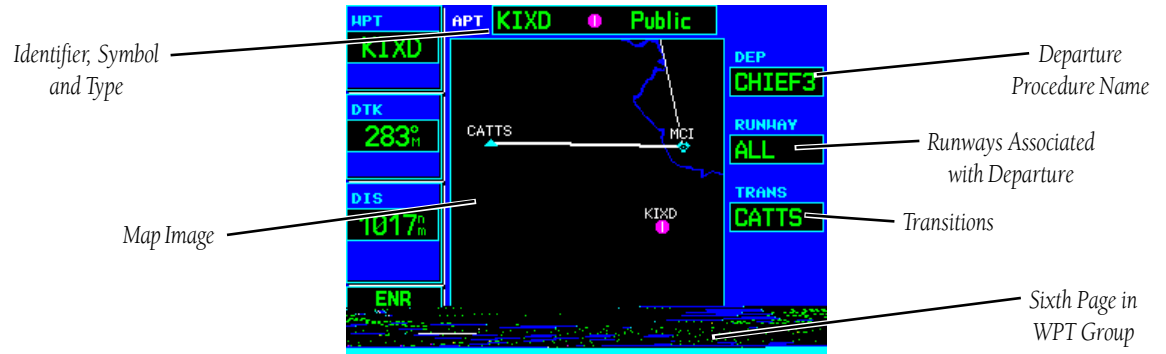 Identifier, Symbol
and Type
Map Image
WPT
KIXD
DTK
283°M
DIS
1017nm
ENR
APT KIXD Public
CATTS
MCI
KIXD
DEP
CHIEF3
RUNWAY
ALL
TRANS
CATTS
Departure
Procedure Name
Runways Associated
with Departure
Transitions
Sixth Page in
WPT Group